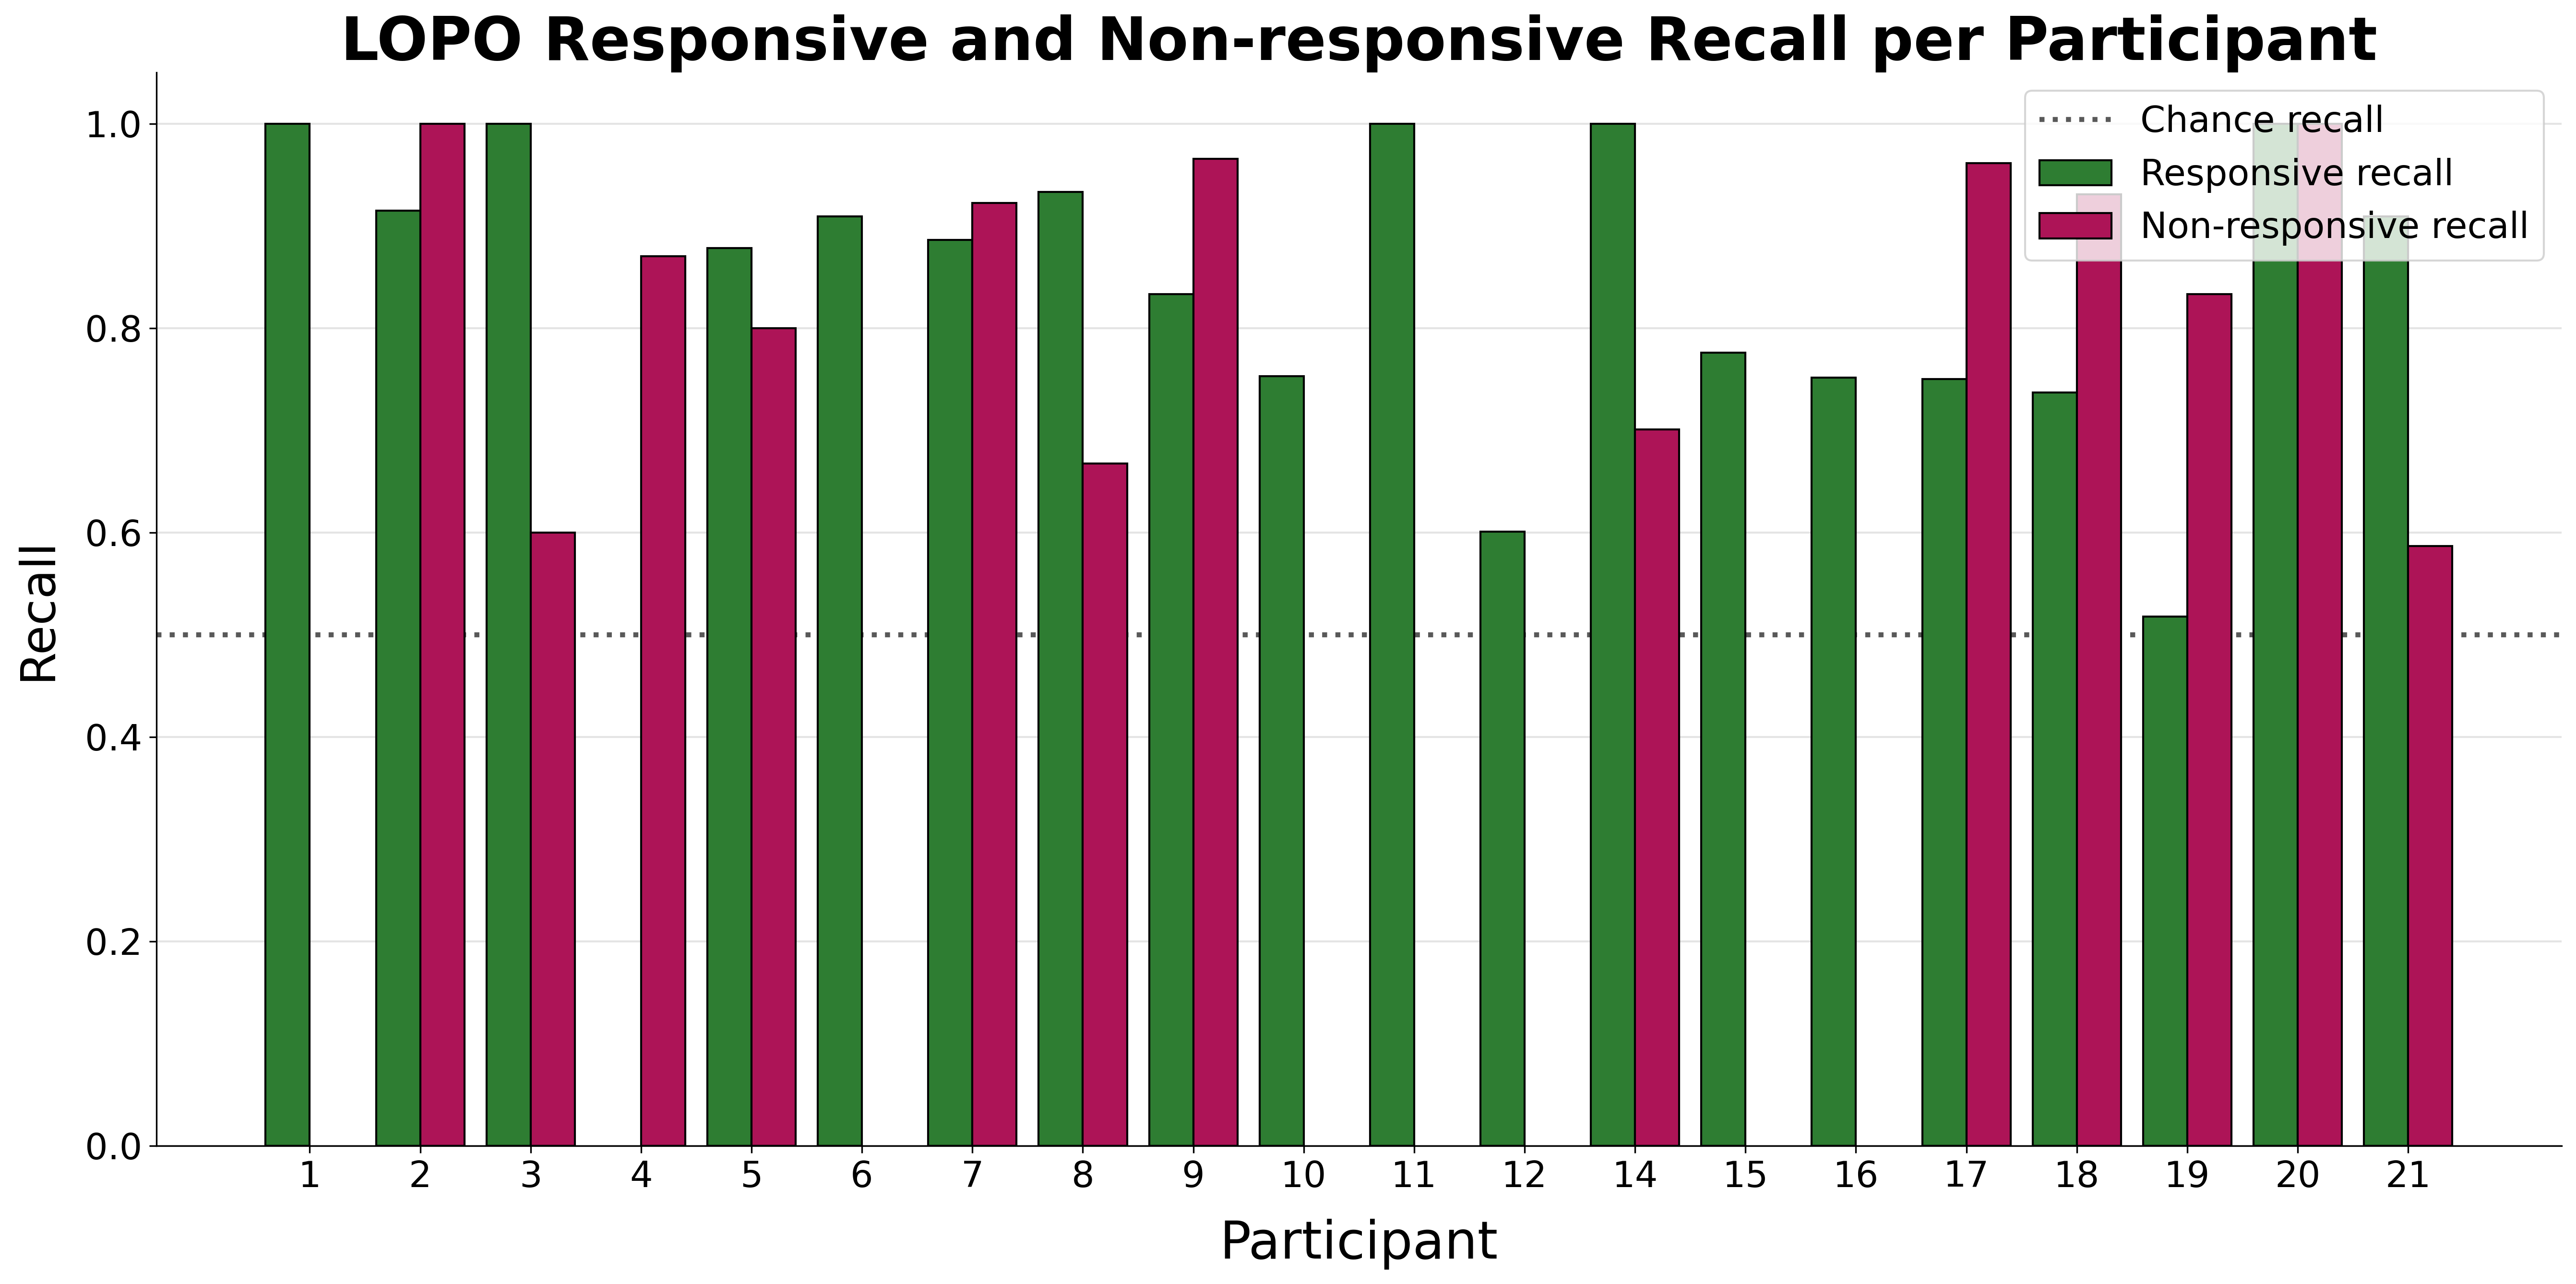 LOPO Responsive and Non-responsive Recall per Participant
Chance recall
Responsive recall
Non-responsive recall
Recall
1.0
0.8
0.6
0.4
0.2
0.0
1 2 3 4 5 6 7 8 9 10 11 12 14 15 16 17 18 19 20 21
Participant